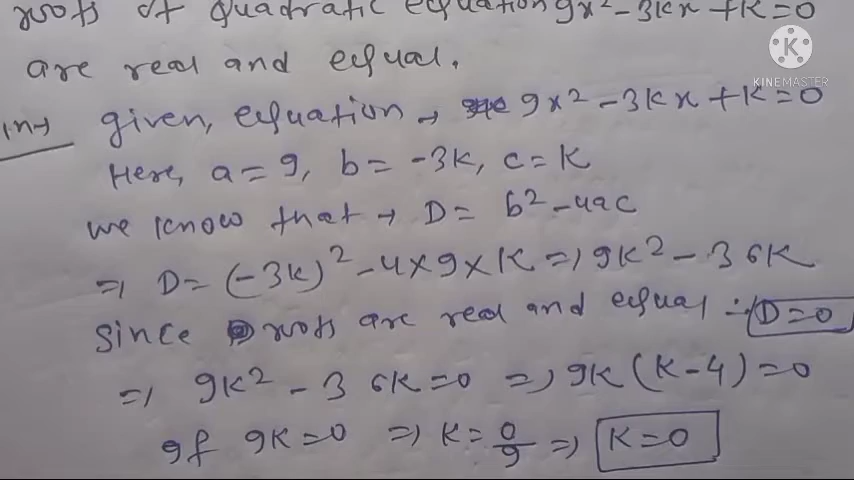 roots of quadratic equation 9x² - 3kx + k = 0
are real and equal.
K
KINEMASTER
given, equation → 9x² - 3kx + k = 0
Here, a = 9, b = -3k, c = k
we know that → D = b² - 4ac
⇒ D = (-3k)² - 4×9×k ⇒ 9k² - 36k
Since roots are real and equal ∴ D = 0
⇒ 9k² - 36k = 0 ⇒ 9k(k-4) = 0
If 9k = 0 ⇒ k = 0/9 ⇒ k = 0